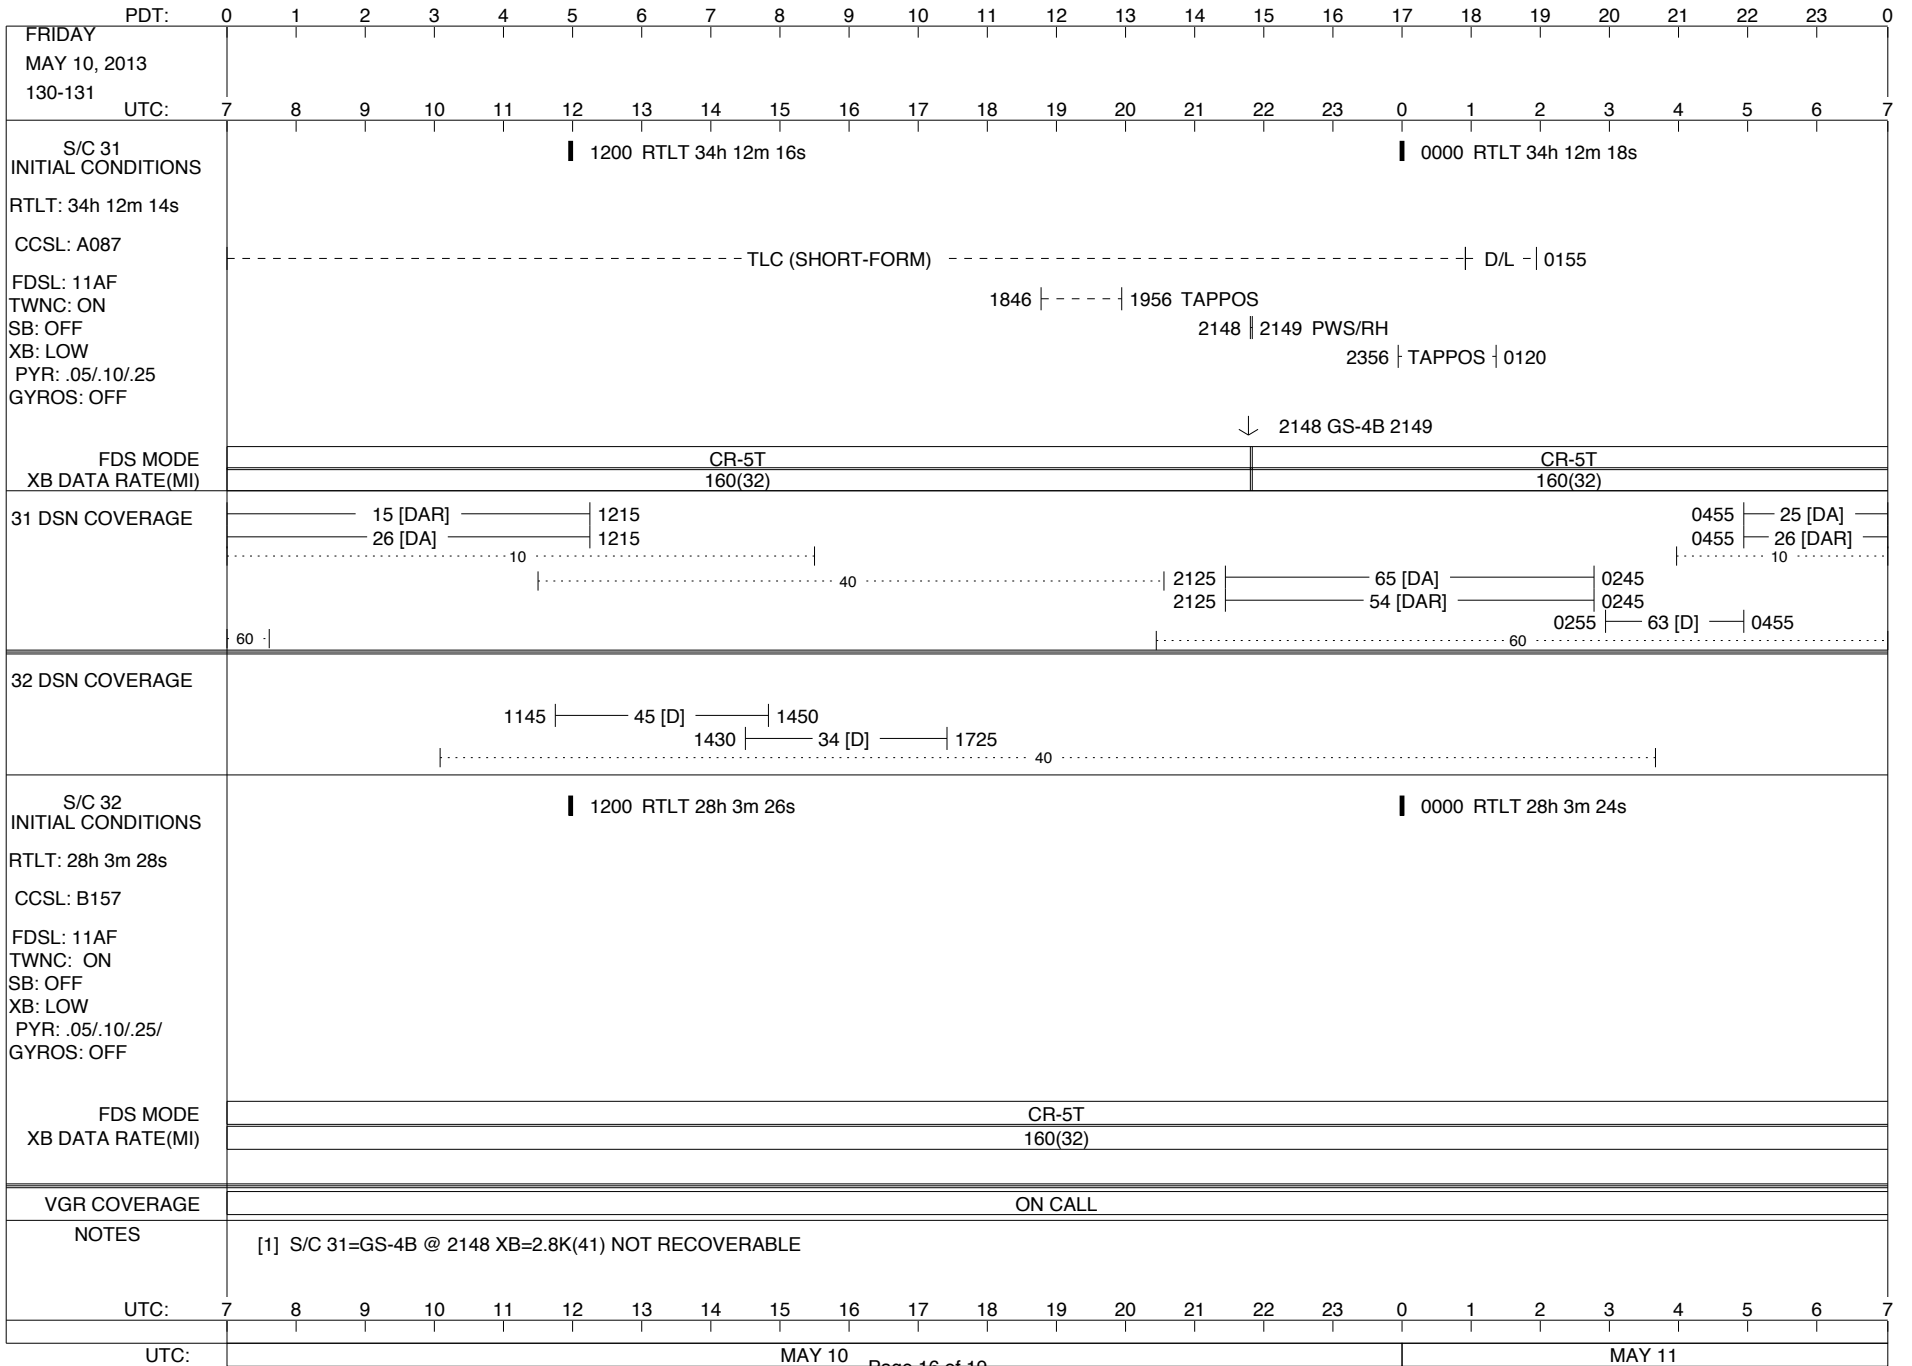 PDT: 0 1 2 3 4 5 6 7 8 9 10 11 12 13 14 15 16 17 18 19 20 21 22 23 0
FRIDAY
MAY 10, 2013
130-131
UTC: 7 8 9 10 11 12 13 14 15 16 17 18 19 20 21 22 23 0 1 2 3 4 5 6 7
S/C 31
INITIAL CONDITIONS
1200 RTLT 34h 12m 16s 0000 RTLT 34h 12m 18s
RTLT: 34h 12m 14s
CCSL: A087
TLC (SHORT-FORM) D/L 0155
FDSL: 11AF
TWNC: ON
1846 1956 TAPPOS
SB: OFF
2148 2149 PWS/RH
XB: LOW
2356 TAPPOS 0120
PYR: .05/.10/.25
GYROS: OFF
2148 GS-4B 2149
FDS MODE CR-5T CR-5T
XB DATA RATE(MI) 160(32) 160(32)
31 DSN COVERAGE 15 [DAR] 1215 0455 25 [DA]
26 [DA] 1215 0455 26 [DAR]
10 10
40 2125 65 [DA] 0245
2125 54 [DAR] 0245
0255 63 [D] 0455
60 60
32 DSN COVERAGE
1145 45 [D] 1450
1430 34 [D] 1725
40
S/C 32
INITIAL CONDITIONS
1200 RTLT 28h 3m 26s 0000 RTLT 28h 3m 24s
RTLT: 28h 3m 28s
CCSL: B157
FDSL: 11AF
TWNC: ON
SB: OFF
XB: LOW
PYR: .05/.10/.25/
GYROS: OFF
FDS MODE CR-5T
XB DATA RATE(MI) 160(32)
VGR COVERAGE ON CALL
NOTES
[1] S/C 31=GS-4B @ 2148 XB=2.8K(41) NOT RECOVERABLE
UTC: 7 8 9 10 11 12 13 14 15 16 17 18 19 20 21 22 23 0 1 2 3 4 5 6 7
UTC: MAY 10 MAY 11
Page 16 of 19